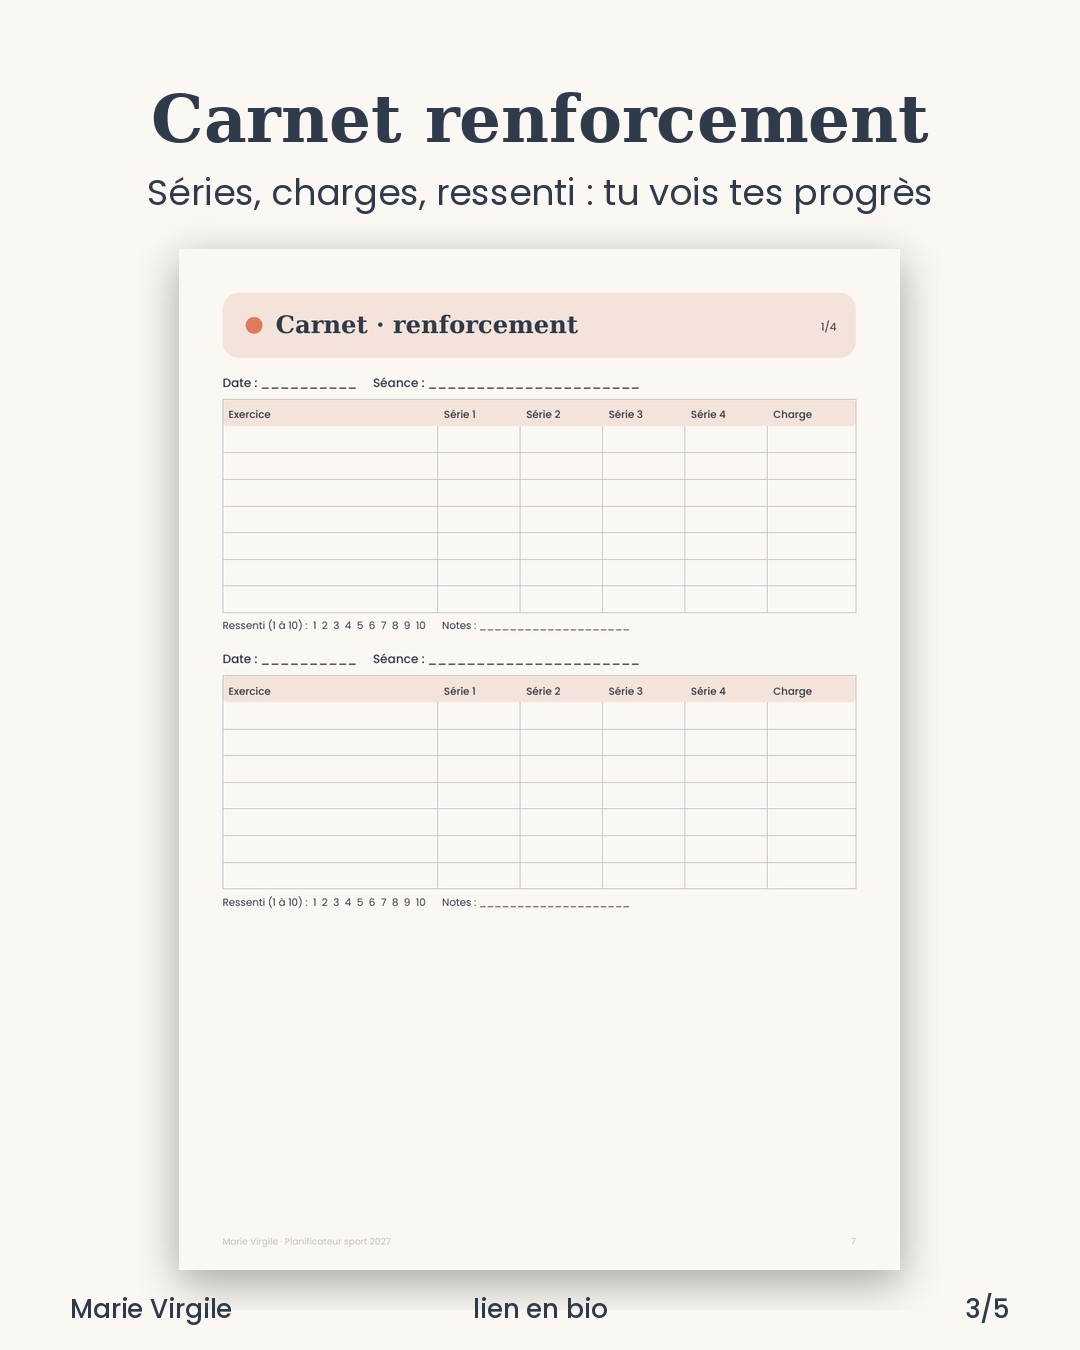 Carnet renforcement
Séries, charges, ressenti : tu vois tes progrès
Carnet · renforcement 1/4
Date : __________ Séance : ______________________
Exercice Série 1 Série 2 Série 3 Série 4 Charge
Ressenti (1 à 10) : 1 2 3 4 5 6 7 8 9 10 Notes : ____________________
Date : __________ Séance : ______________________
Exercice Série 1 Série 2 Série 3 Série 4 Charge
Ressenti (1 à 10) : 1 2 3 4 5 6 7 8 9 10 Notes : ____________________
Marie Virgile · Planificateur sport 2027 7
Marie Virgile lien en bio 3/5